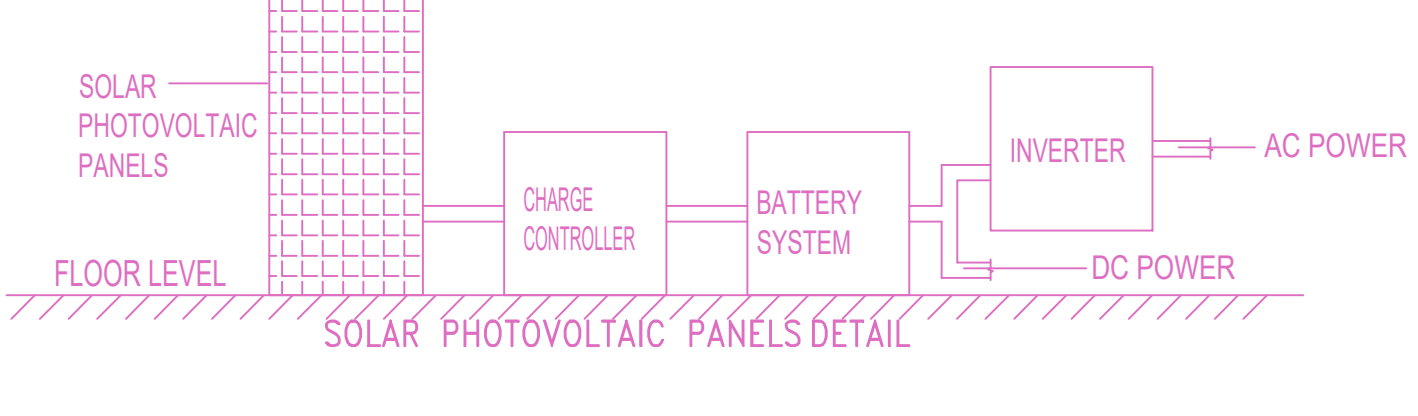 SOLAR
PHOTOVOLTAIC
PANELS
CHARGE
CONTROLLER
BATTERY
SYSTEM
INVERTER
AC POWER
DC POWER
FLOOR LEVEL
SOLAR PHOTOVOLTAIC PANELS DETAIL